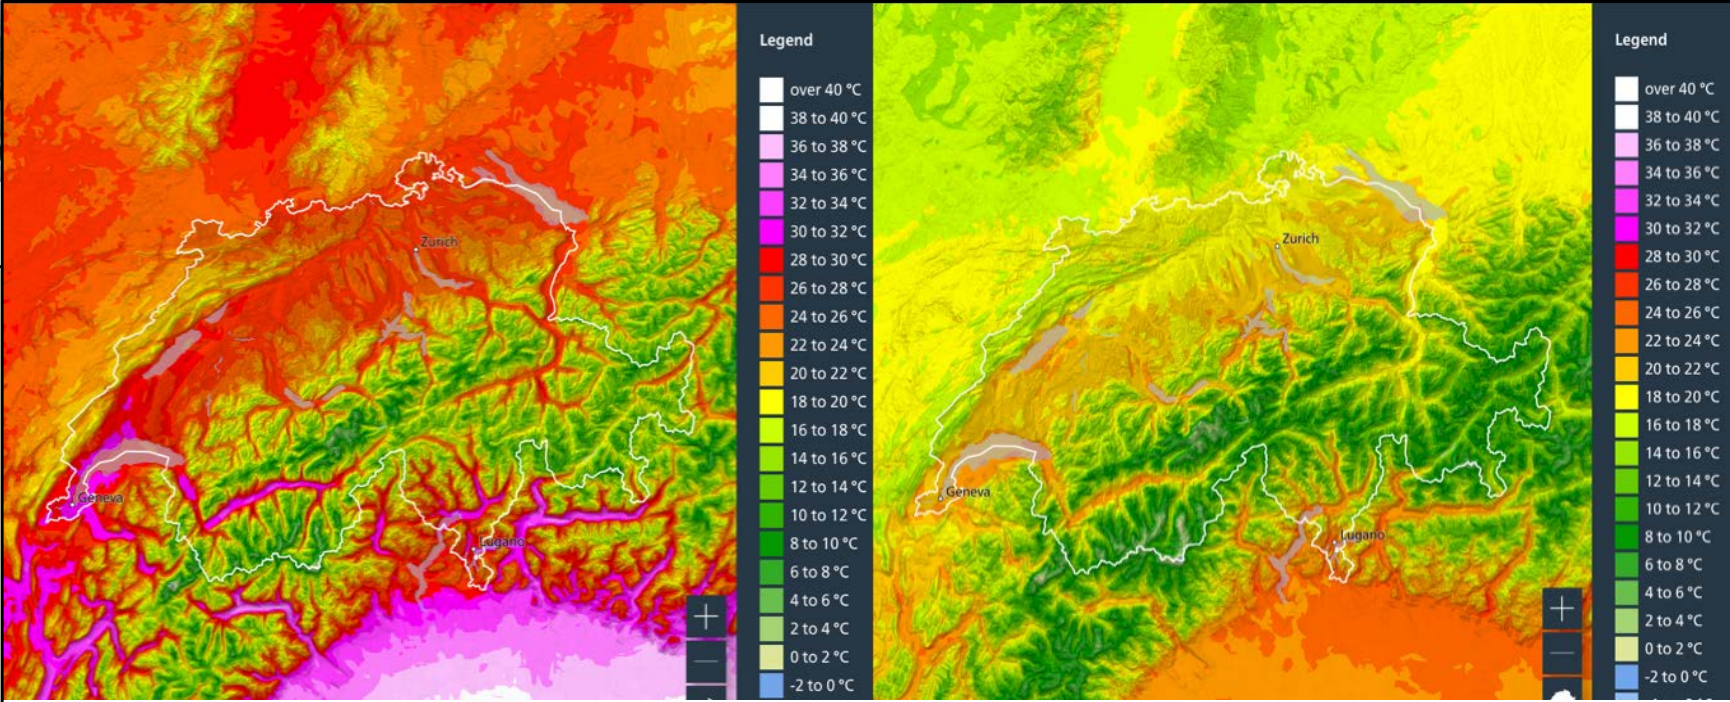 Zurich
Geneva
Lugano
Legend
over 40 °C
38 to 40 °C
36 to 38 °C
34 to 36 °C
32 to 34 °C
30 to 32 °C
28 to 30 °C
26 to 28 °C
24 to 26 °C
22 to 24 °C
20 to 22 °C
18 to 20 °C
16 to 18 °C
14 to 16 °C
12 to 14 °C
10 to 12 °C
8 to 10 °C
6 to 8 °C
4 to 6 °C
2 to 4 °C
0 to 2 °C
-2 to 0 °C
Zurich
Geneva
Lugano
Legend
over 40 °C
38 to 40 °C
36 to 38 °C
34 to 36 °C
32 to 34 °C
30 to 32 °C
28 to 30 °C
26 to 28 °C
24 to 26 °C
22 to 24 °C
20 to 22 °C
18 to 20 °C
16 to 18 °C
14 to 16 °C
12 to 14 °C
10 to 12 °C
8 to 10 °C
6 to 8 °C
4 to 6 °C
2 to 4 °C
0 to 2 °C
-2 to 0 °C